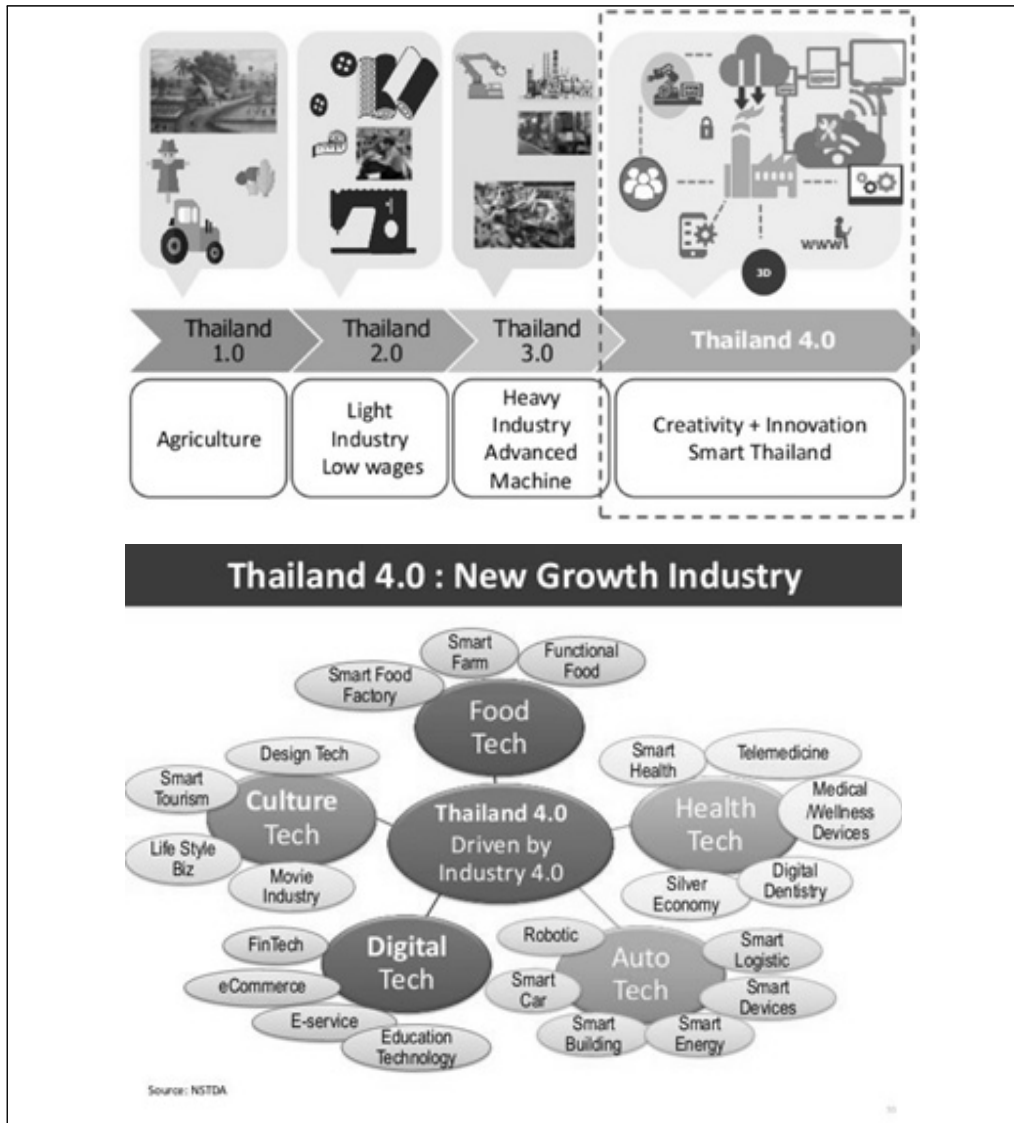 www
3D
Thailand
1.0
Thailand
2.0
Thailand
3.0
Thailand 4.0
Agriculture
Light
Industry
Low wages
Heavy
Industry
Advanced
Machine
Creativity + Innovation
Smart Thailand
Thailand 4.0 : New Growth Industry
Smart
Farm
Functional
Food
Smart Food
Factory
Food
Tech
Design Tech
Smart
Tourism
Culture
Tech
Life Style
Biz
Movie
Industry
Thailand 4.0
Driven by
Industry 4.0
Smart
Health
Telemedicine
Medical
/Wellness
Devices
Health
Tech
Digital
Dentistry
Silver
Economy
FinTech
eCommerce
E-service
Education
Technology
Digital
Tech
Robotic
Smart
Car
Smart
Building
Smart
Energy
Smart
Devices
Smart
Logistic
Auto
Tech
Source: NSTDA